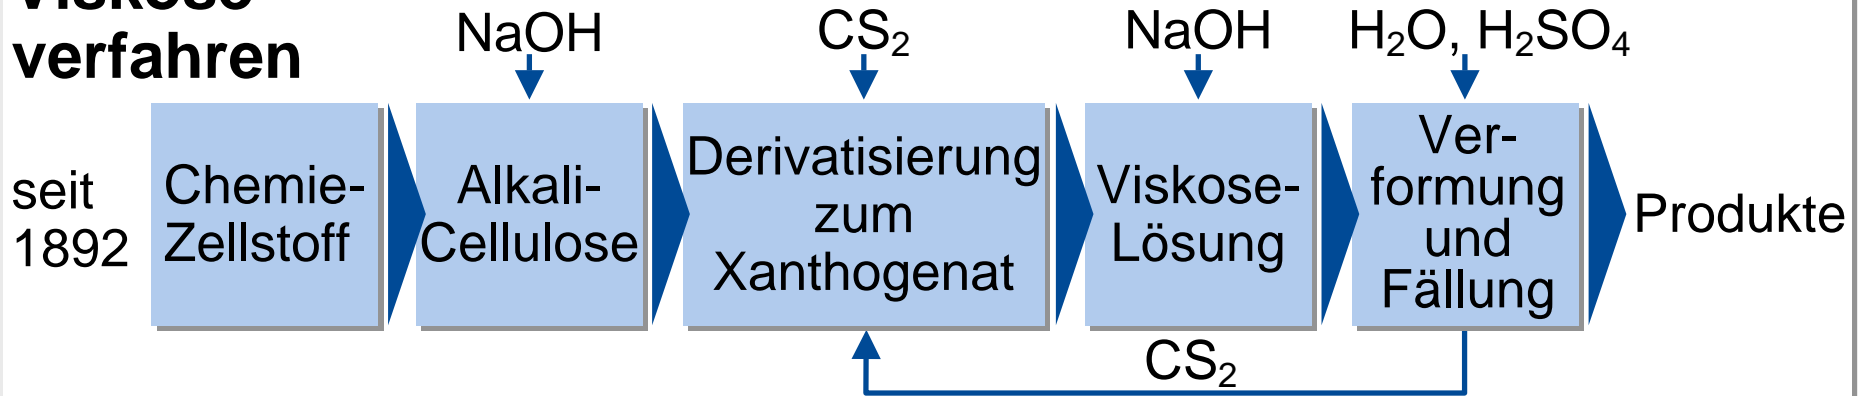 Viskose-
verfahren
NaOH
CS₂
NaOH
H₂O, H₂SO₄
seit
1892
Chemie-
Zellstoff
Alkali-
Cellulose
Derivatisierung
zum
Xanthogenat
Viskose-
Lösung
Ver-
formung
und
Fällung
Produkte
CS₂